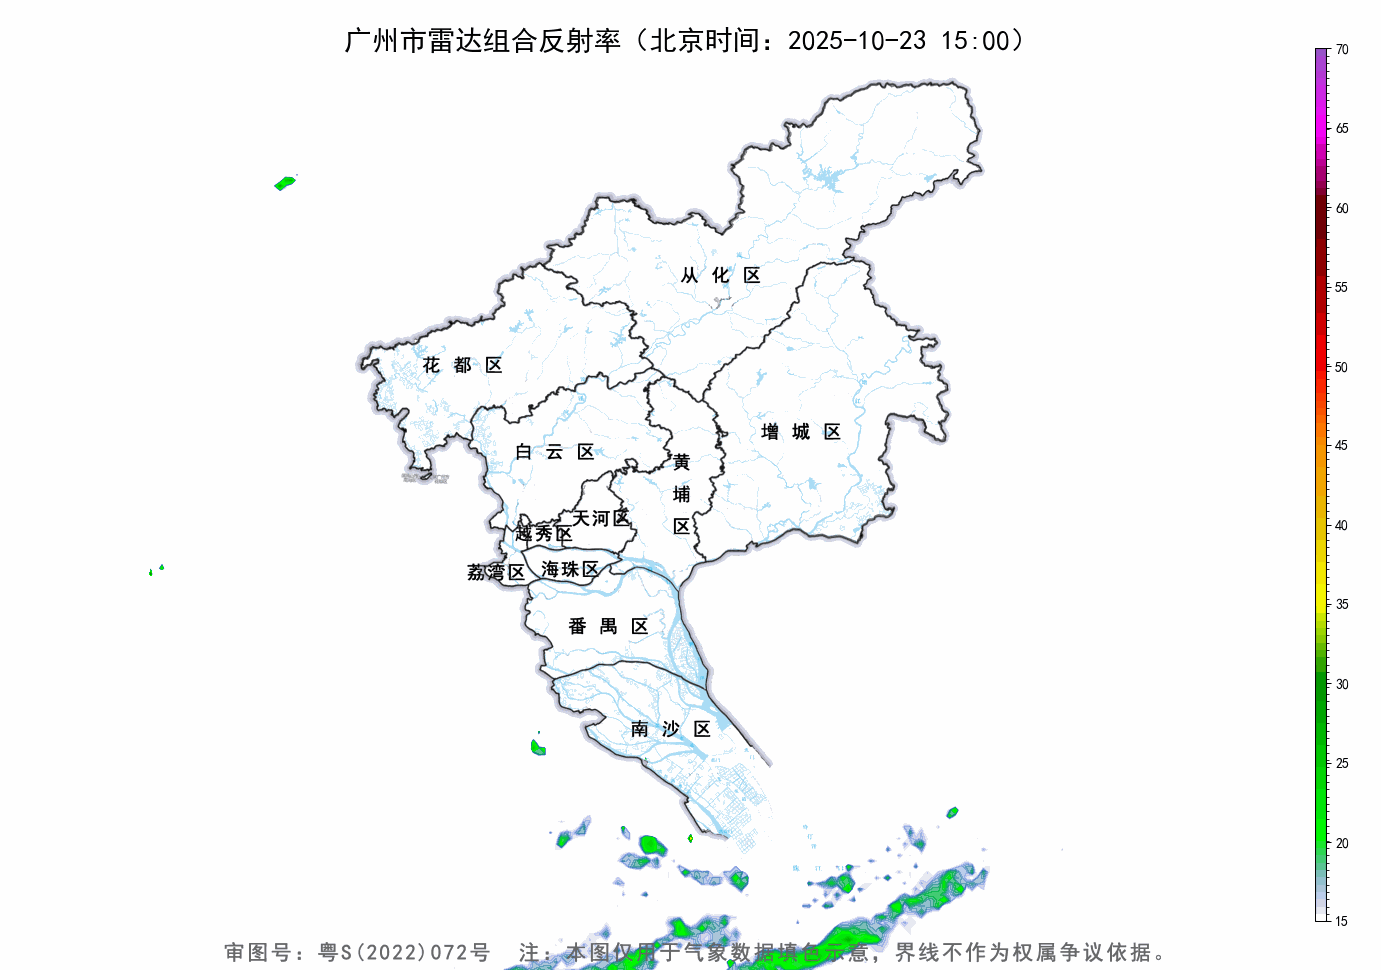 广州市雷达组合反射率（北京时间：2025-10-23 15:00）
70
65
60
55
50
45
40
35
30
25
20
15
从化区
花都区
增城区
白云区
黄埔区
天河区
越秀区
荔湾区
海珠区
番禺区
南沙区
审图号：粤S(2022)072号 注：本图仅用于气象数据填色示意，界线不作为权属争议依据。